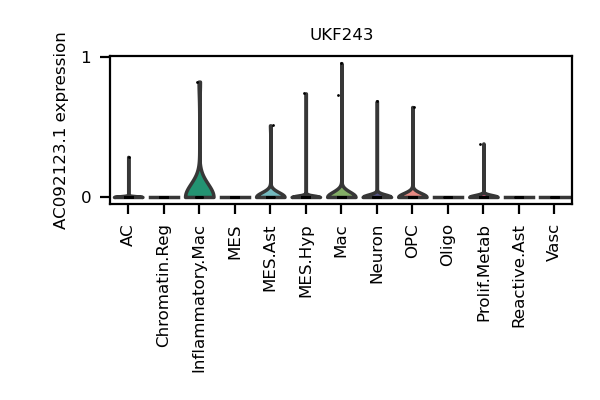 UKF243
AC092123.1 expression
1
0
AC
Chromatin.Reg
Inflammatory.Mac
MES
MES.Ast
MES.Hyp
Mac
Neuron
OPC
Oligo
Prolif.Metab
Reactive.Ast
Vasc